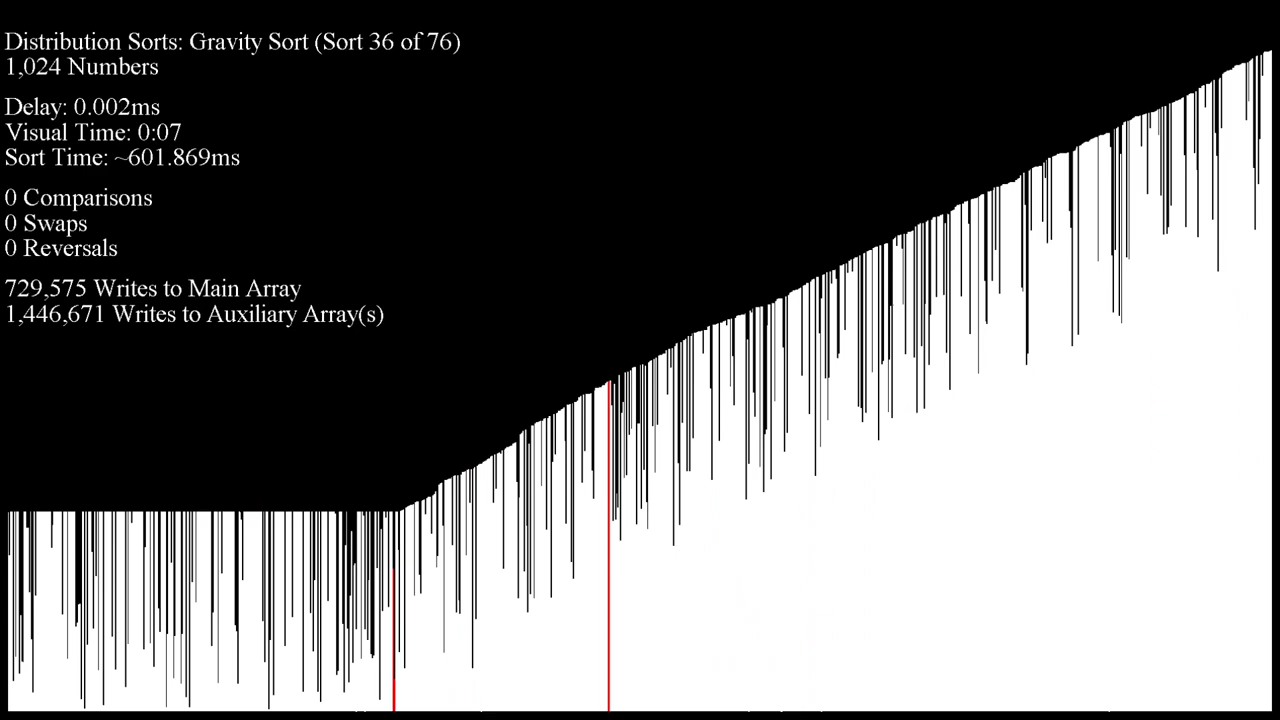 Distribution Sorts: Gravity Sort (Sort 36 of 76)
1,024 Numbers
Delay: 0.002ms
Visual Time: 0:07
Sort Time: ~601.869ms
0 Comparisons
0 Swaps
0 Reversals
729,575 Writes to Main Array
1,446,671 Writes to Auxiliary Array(s)